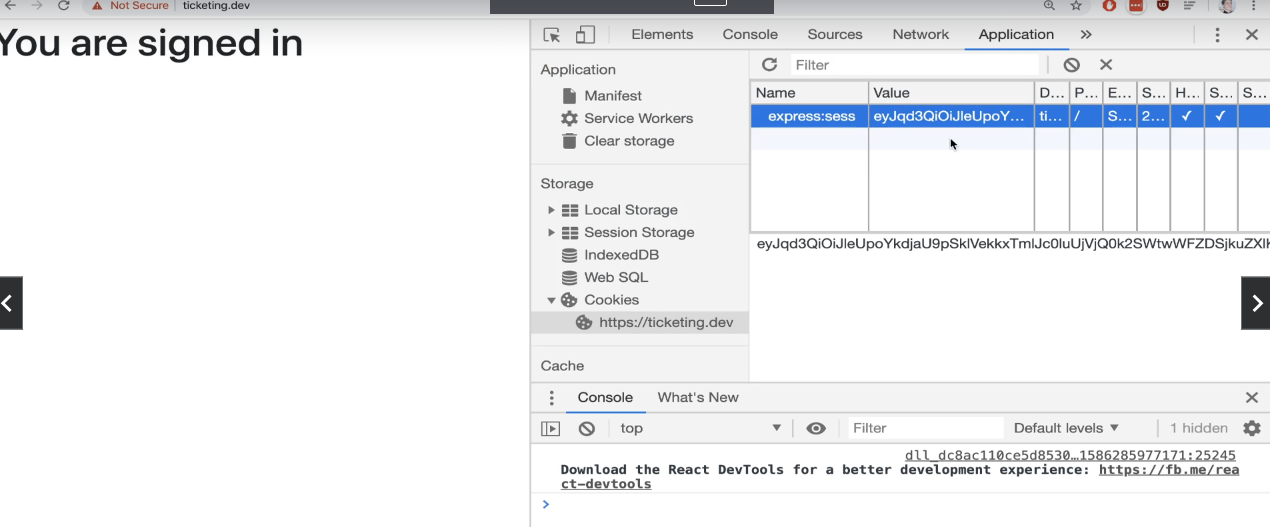 Not Secure ticketing.dev
You are signed in
Elements Console Sources Network Application
Application
Manifest
Service Workers
Clear storage
Storage
Local Storage
Session Storage
IndexedDB
Web SQL
Cookies
https://ticketing.dev
Cache
Filter
Name Value D... P... E... S... H... S... S...
express:sess eyJqd3QiOiJleUpoY... ti... / S... 2... ✓ ✓
Console What's New
top Filter Default levels 1 hidden
dll_dc8ac110ce5d8530…1586285977171:25245
Download the React DevTools for a better development experience: https://fb.me/rea
ct-devtools